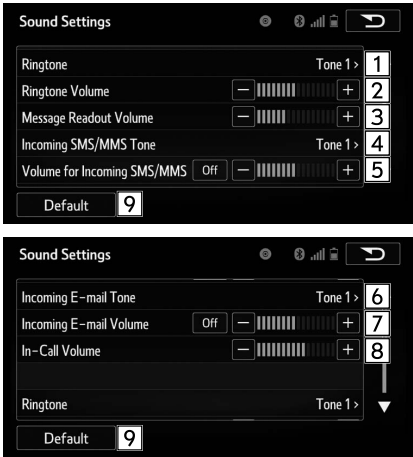 Sound Settings
Ringtone Tone 1 > 1
Ringtone Volume − + 2
Message Readout Volume − + 3
Incoming SMS/MMS Tone Tone 1 > 4
Volume for Incoming SMS/MMS Off − + 5
Default 9
Sound Settings
Incoming E-mail Tone Tone 1 > 6
Incoming E-mail Volume Off − + 7
In-Call Volume − + 8
Ringtone Tone 1 >
Default 9